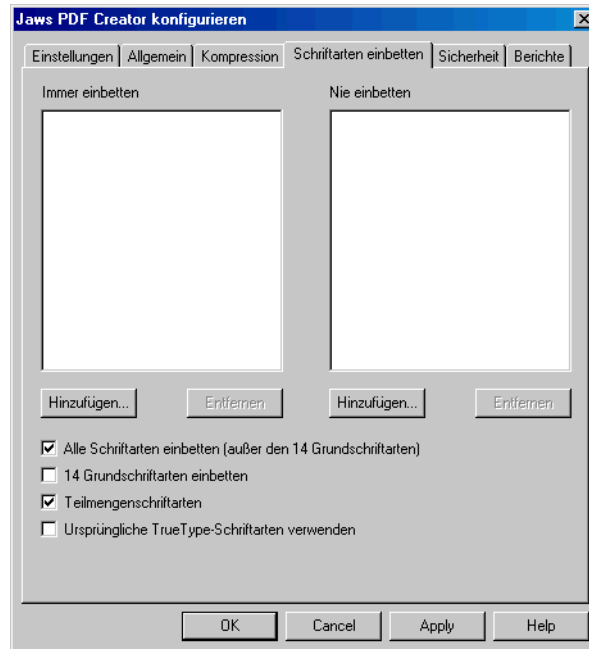 Jaws PDF Creator konfigurieren
Einstellungen Allgemein Kompression Schriftarten einbetten Sicherheit Berichte
Immer einbetten Nie einbetten
Hinzufügen... Entfernen Hinzufügen... Entfernen
Alle Schriftarten einbetten (außer den 14 Grundschriftarten)
14 Grundschriftarten einbetten
Teilmengenschriftarten
Ursprüngliche TrueType-Schriftarten verwenden
OK Cancel Apply Help